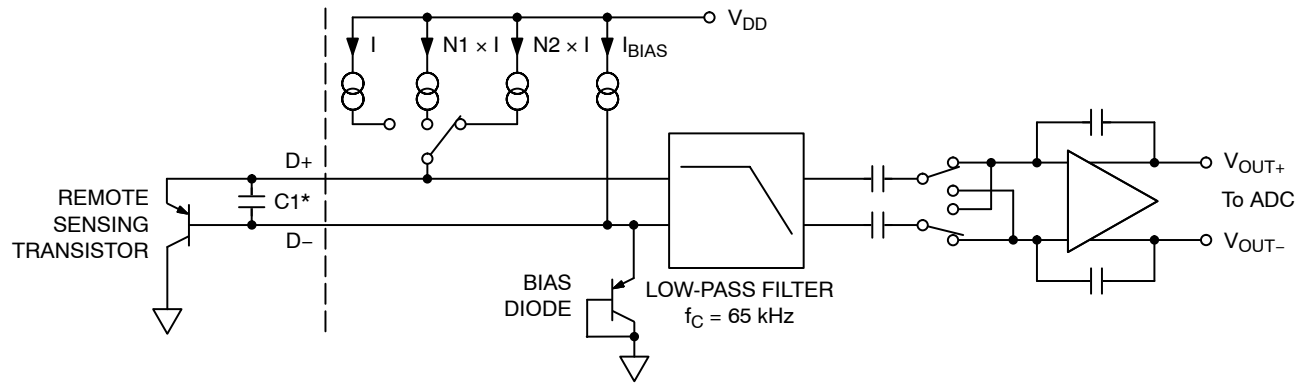 V_DD
I N1 × I N2 × I I_BIAS
D+
C1*
D−
REMOTE
SENSING
TRANSISTOR
BIAS
DIODE
LOW-PASS FILTER
f_C = 65 kHz
V_OUT+
To ADC
V_OUT−